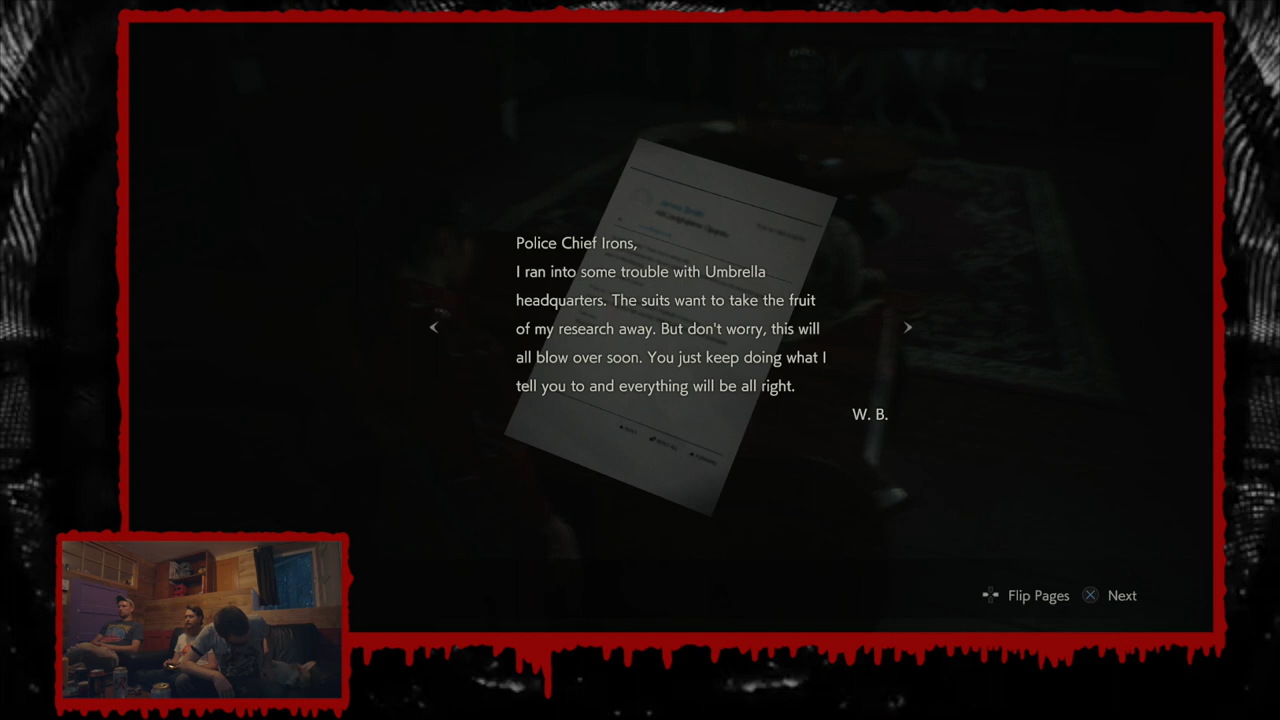 Police Chief Irons,
I ran into some trouble with Umbrella
headquarters. The suits want to take the fruit
of my research away. But don't worry, this will
all blow over soon. You just keep doing what I
tell you to and everything will be all right.
W. B.
Flip Pages
Next